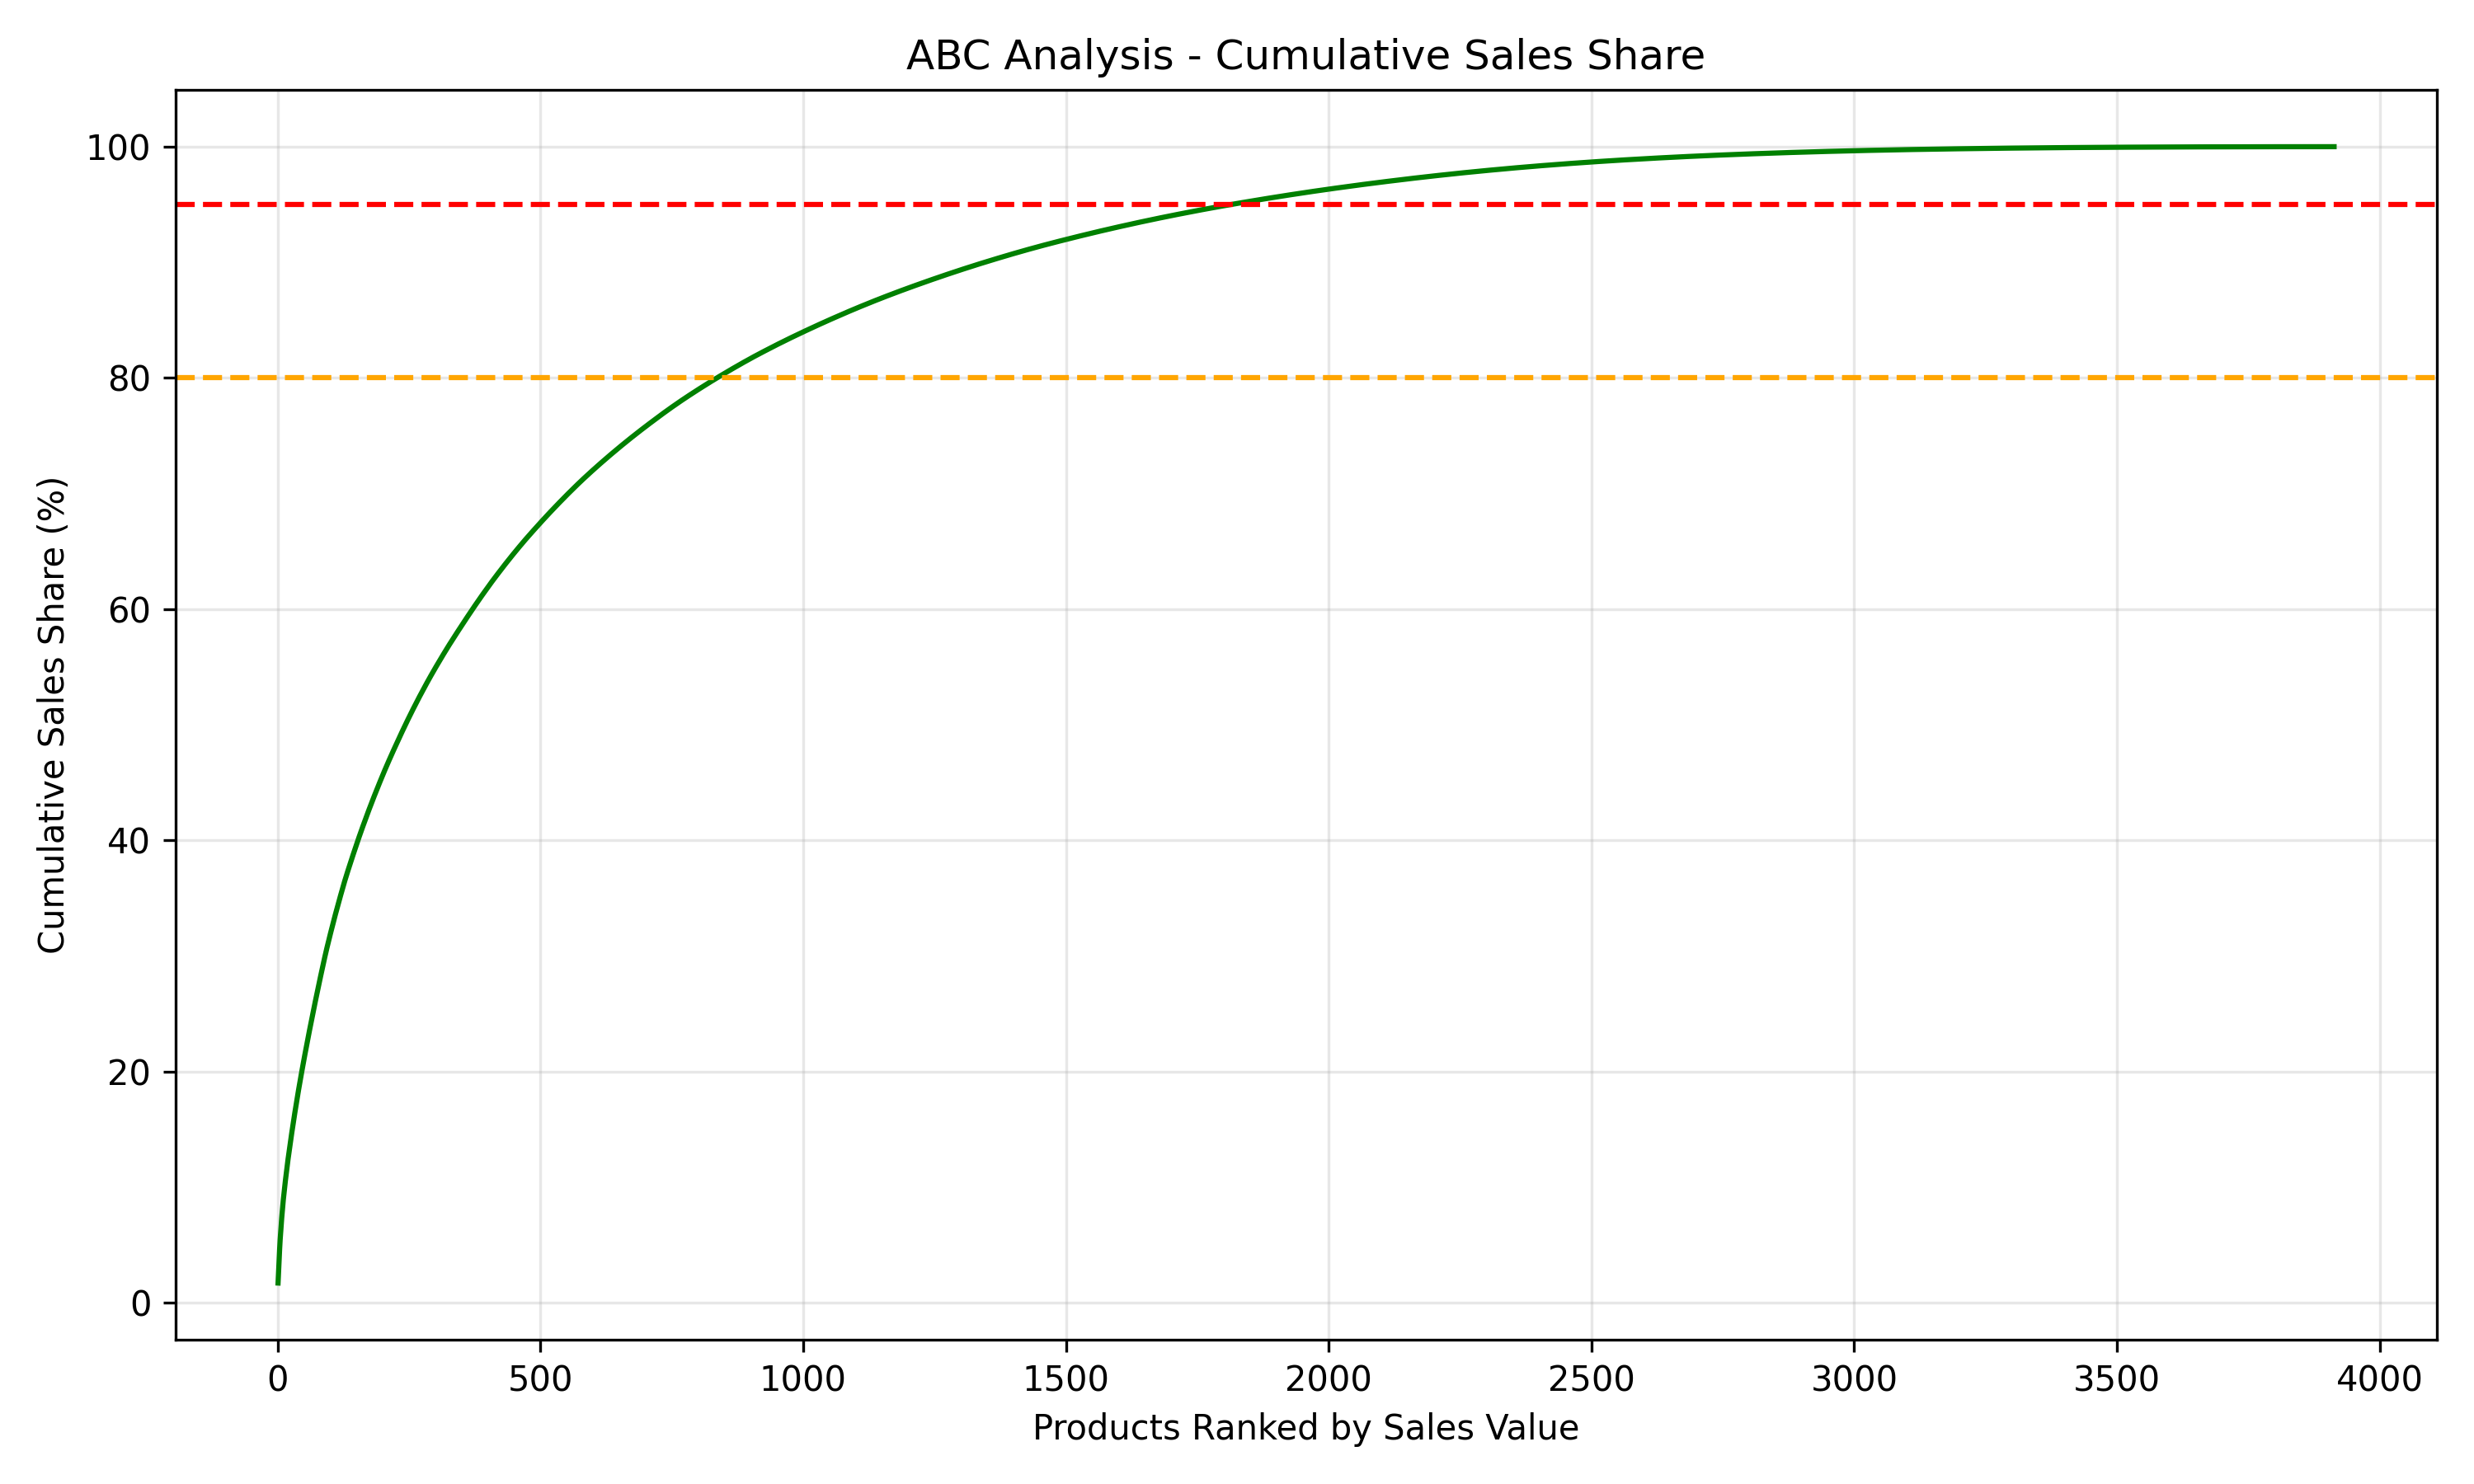 ABC Analysis - Cumulative Sales Share
Cumulative Sales Share (%)
100
80
60
40
20
0
0 500 1000 1500 2000 2500 3000 3500 4000
Products Ranked by Sales Value